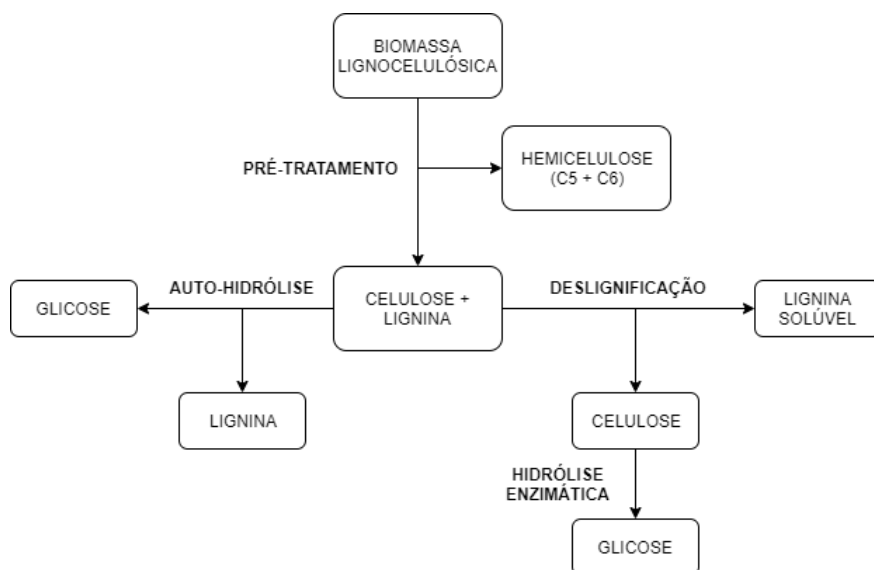 BIOMASSA
LIGNOCELULÓSICA
PRÉ-TRATAMENTO
HEMICELULOSE
(C5 + C6)
GLICOSE
AUTO-HIDRÓLISE
CELULOSE +
LIGNINA
DESLIGNIFICAÇÃO
LIGNINA
SOLÚVEL
LIGNINA
CELULOSE
HIDRÓLISE
ENZIMÁTICA
GLICOSE